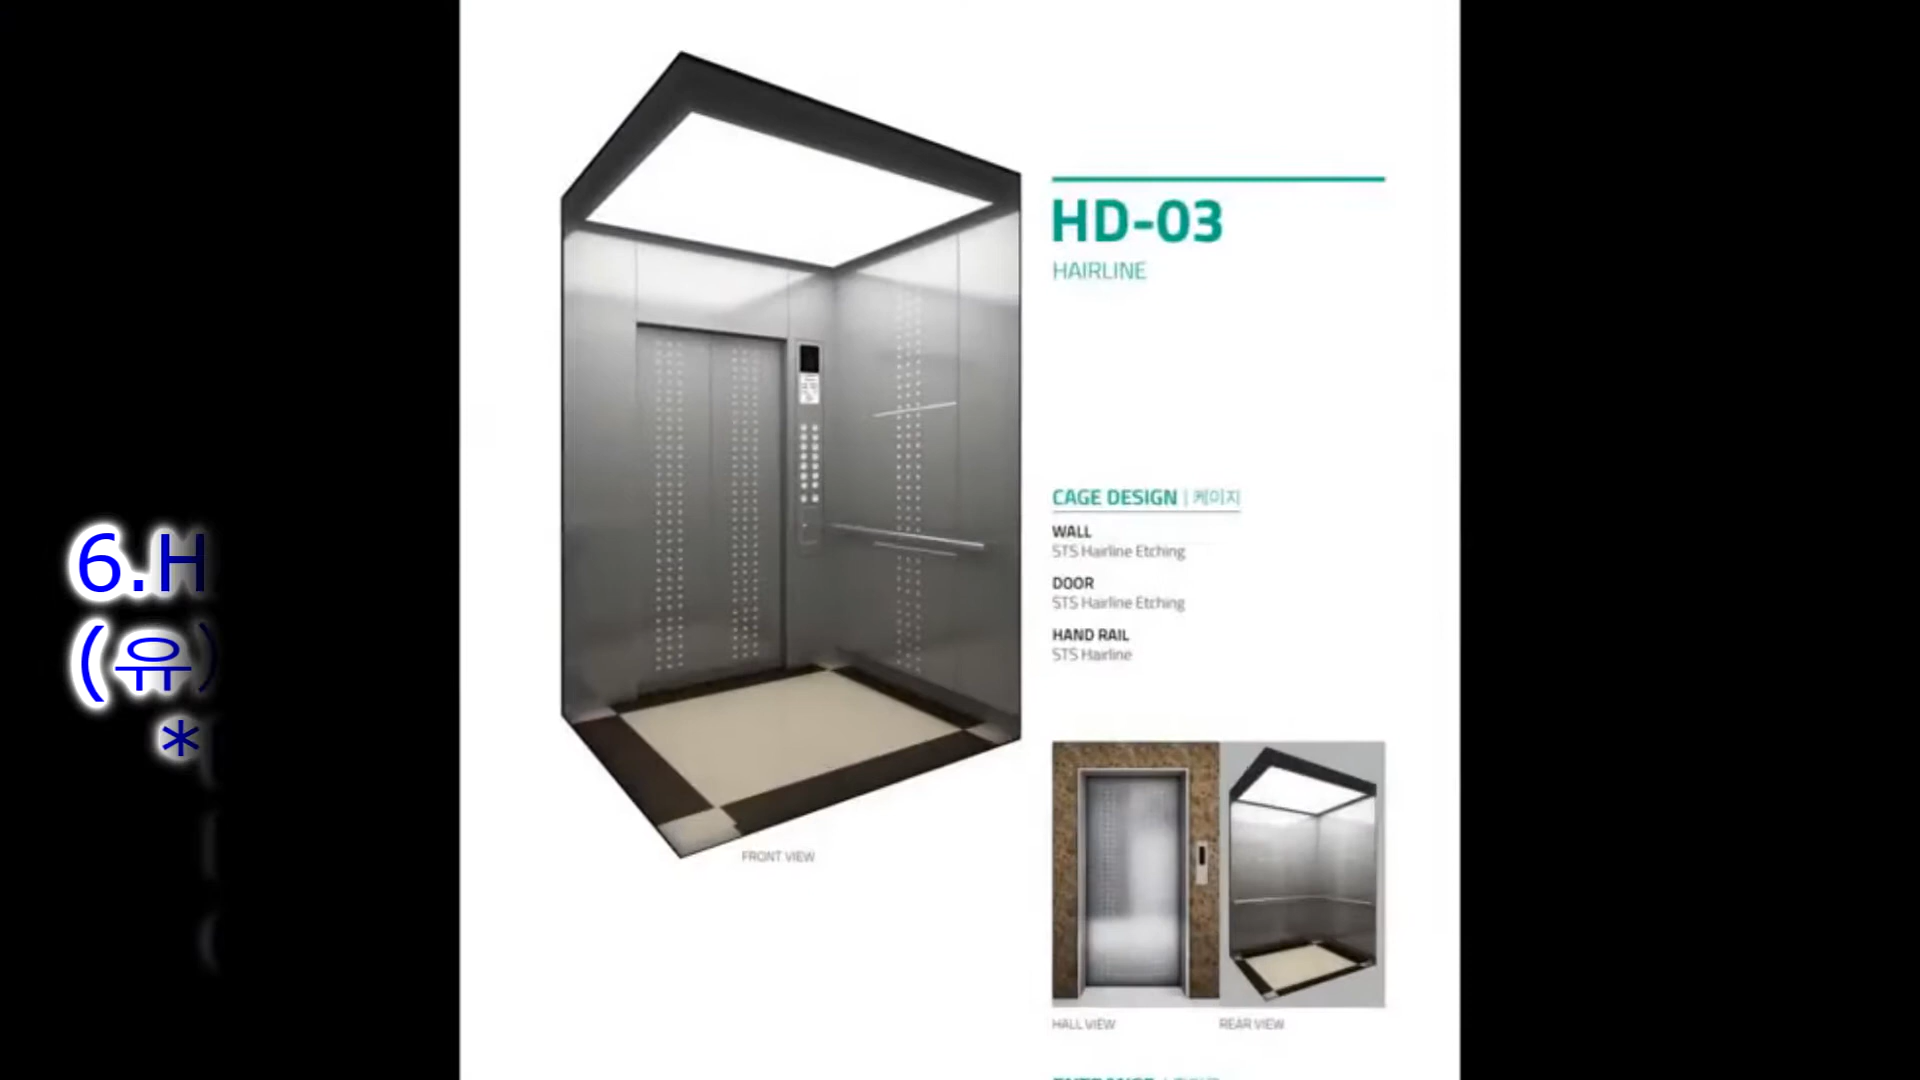 6.H
(유)
*
HD-03
HAIRLINE
CAGE DESIGN | 케이지
WALL
STS Hairline Etching
DOOR
STS Hairline Etching
HAND RAIL
STS Hairline
FRONT VIEW
HALL VIEW
REAR VIEW